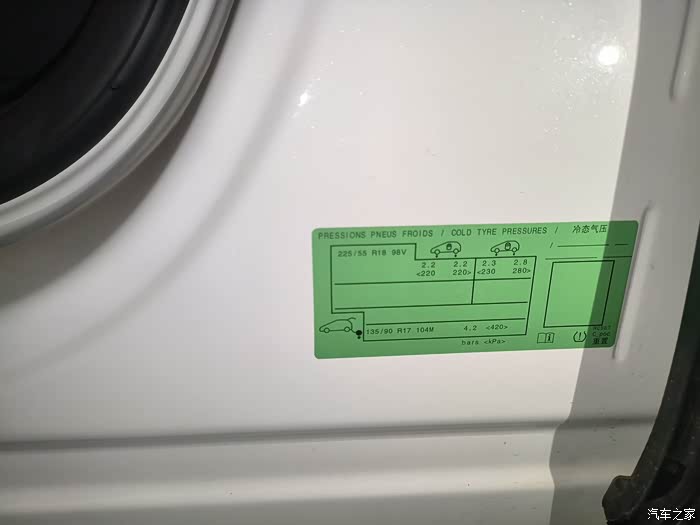 PRESSIONS PNEUS FROIDS / COLD TYRE PRESSURES / 冷态气压
225/55 R18 98V
2.2 2.2 2.3 2.8
<220 220> <230 280>
135/90 R17 104M 4.2 <420>
bars <kPa>
重置
汽车之家